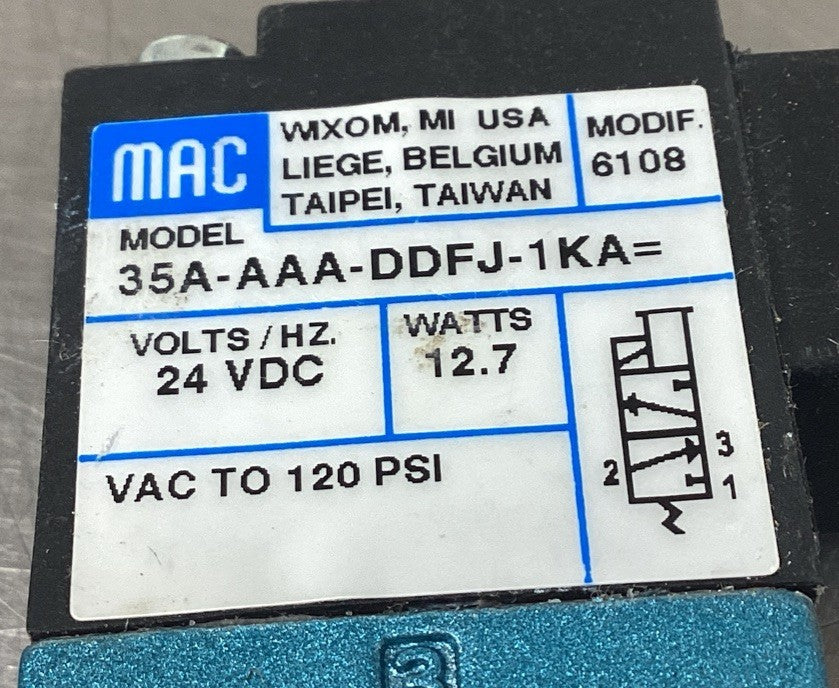 MAC
WIXOM, MI USA
LIEGE, BELGIUM
TAIPEI, TAIWAN
MODIF.
6108
MODEL
35A-AAA-DDFJ-1KA=
VOLTS / HZ.
24 VDC
WATTS
12.7
VAC TO 120 PSI
2
3
1